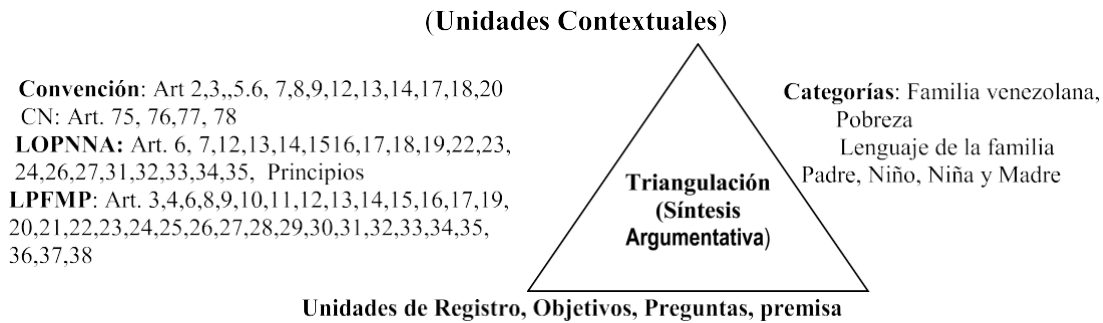 (Unidades Contextuales)
Convención: Art 2,3,,5.6, 7,8,9,12,13,14,17,18,20
CN: Art. 75, 76,77, 78
LOPNNA: Art. 6, 7,12,13,14,1516,17,18,19,22,23,
24,26,27,31,32,33,34,35, Principios
LPFMP: Art. 3,4,6,8,9,10,11,12,13,14,15,16,17,19,
20,21,22,23,24,25,26,27,28,29,30,31,32,33,34,35,
36,37,38
Triangulación
(Síntesis
Argumentativa)
Categorías: Familia venezolana,
Pobreza
Lenguaje de la familia
Padre, Niño, Niña y Madre
Unidades de Registro, Objetivos, Preguntas, premisa